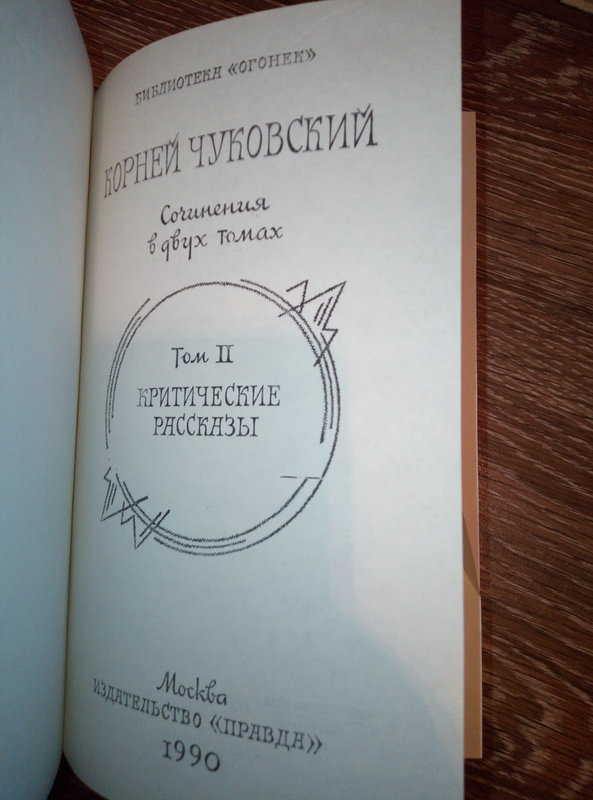 БИБЛИОТЕКА «ОГОНЕК»
КОРНЕЙ ЧУКОВСКИЙ
Сочинения
в двух томах
Том II
КРИТИЧЕСКИЕ
РАССКАЗЫ
Москва
ИЗДАТЕЛЬСТВО «ПРАВДА»
1990